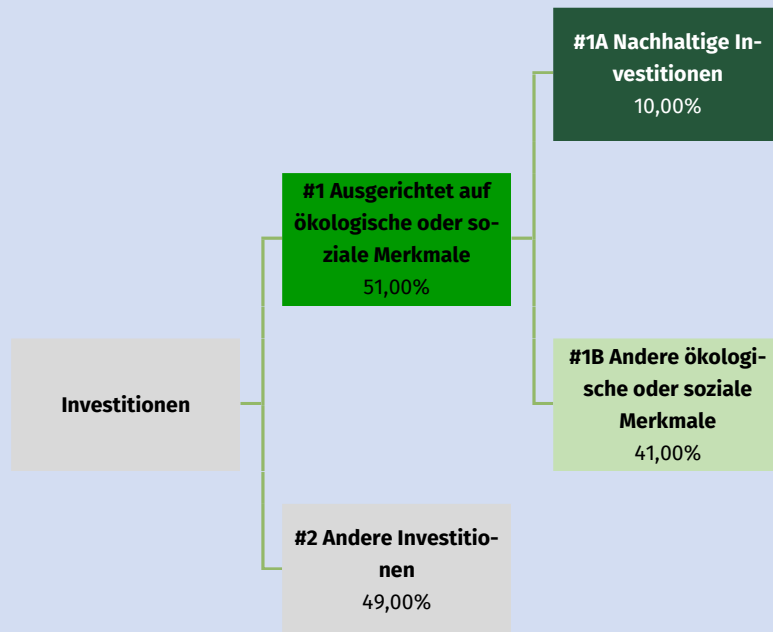 #1A Nachhaltige In-
vestitionen
10,00%
#1 Ausgerichtet auf
ökologische oder so-
ziale Merkmale
51,00%
Investitionen
#1B Andere ökologi-
sche oder soziale
Merkmale
41,00%
#2 Andere Investitio-
nen
49,00%